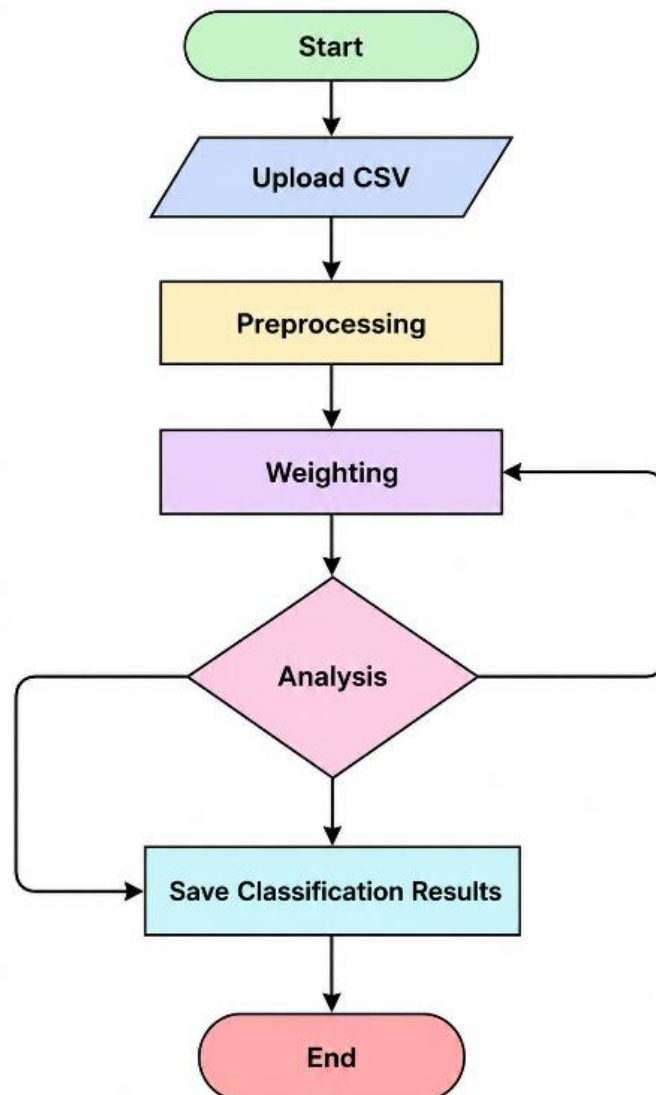 Start
Upload CSV
Preprocessing
Weighting
Analysis
Save Classification Results
End